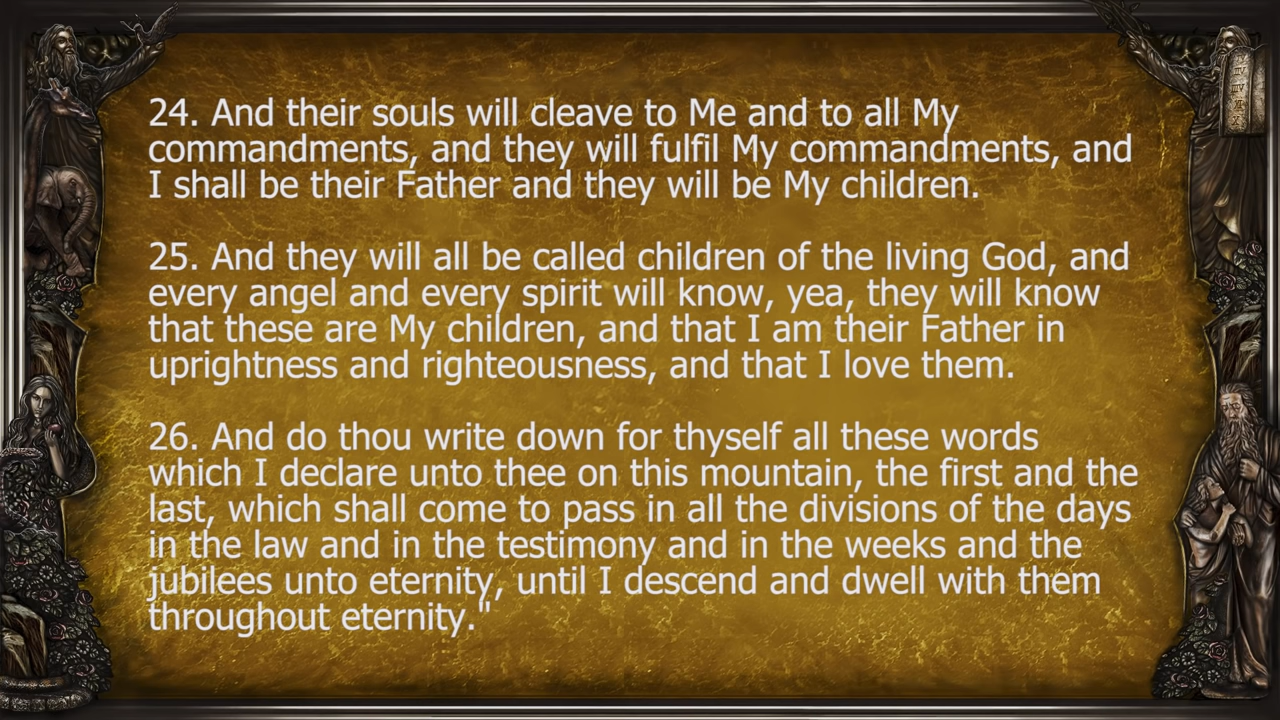 24. And their souls will cleave to Me and to all My
commandments, and they will fulfil My commandments, and
I shall be their Father and they will be My children.
25. And they will all be called children of the living God, and
every angel and every spirit will know, yea, they will know
that these are My children, and that I am their Father in
uprightness and righteousness, and that I love them.
26. And do thou write down for thyself all these words
which I declare unto thee on this mountain, the first and the
last, which shall come to pass in all the divisions of the days
in the law and in the testimony and in the weeks and the
jubilees unto eternity, until I descend and dwell with them
throughout eternity."